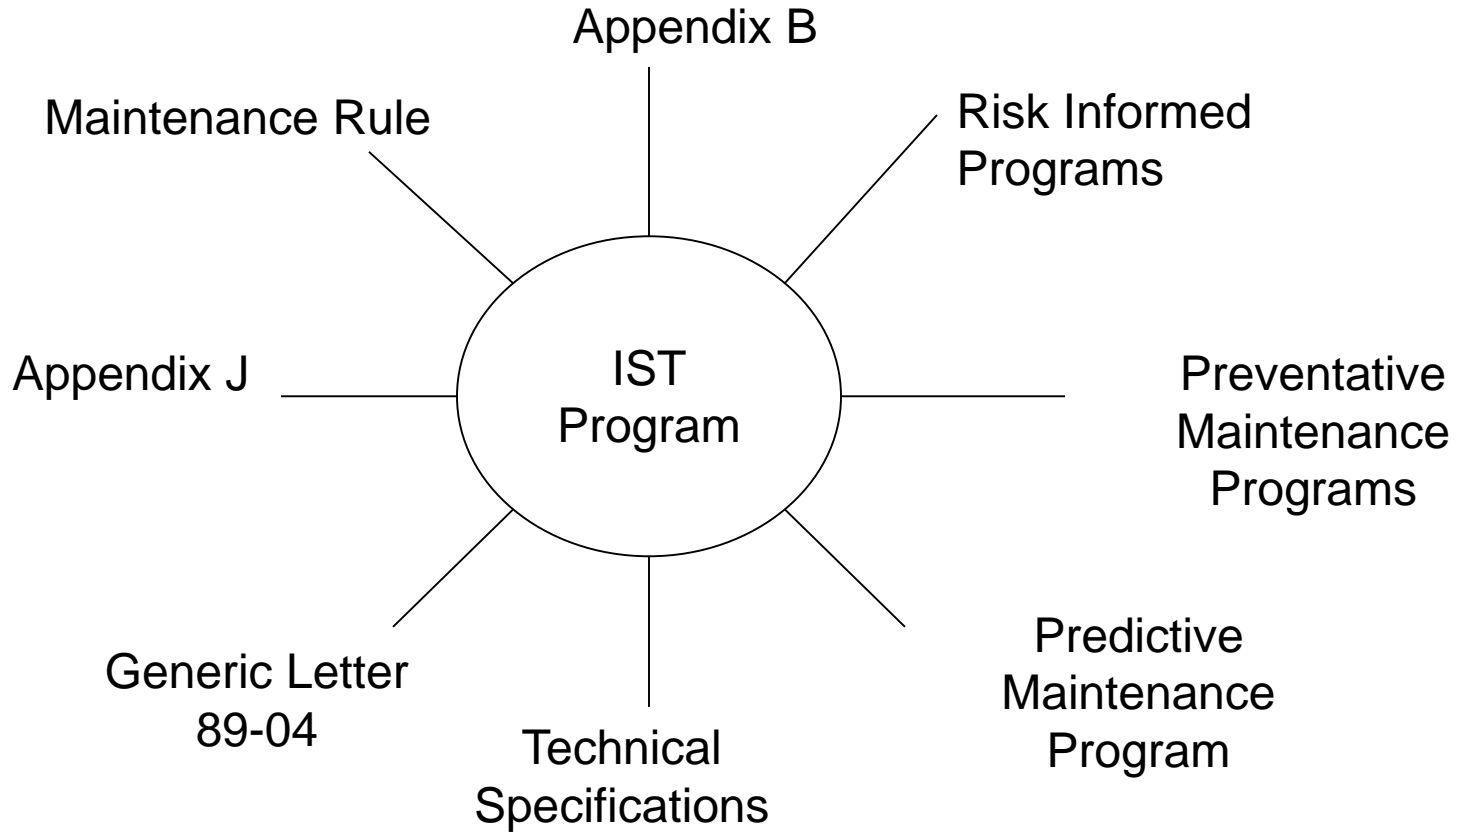 Appendix B
Maintenance Rule
Risk Informed
Programs
Appendix J
IST
Program
Preventative
Maintenance
Programs
Generic Letter
89-04
Technical
Specifications
Predictive
Maintenance
Program